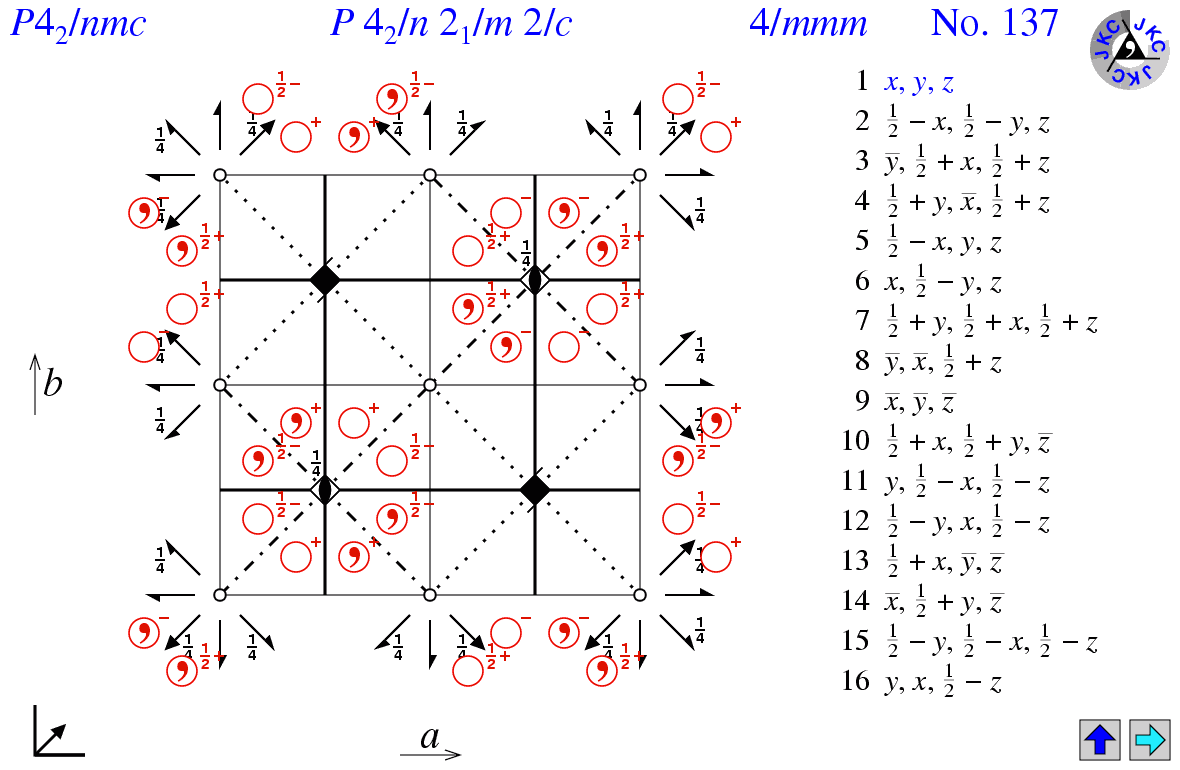 P4₂/nmc P 4₂/n 2₁/m 2/c 4/mmm No. 137
JKC JKC JKC
1 x, y, z
2 ½ − x, ½ − y, z
3 y̅, ½ + x, ½ + z
4 ½ + y, x̅, ½ + z
5 ½ − x, y, z
6 x, ½ − y, z
7 ½ + y, ½ + x, ½ + z
8 y̅, x̅, ½ + z
9 x̅, y̅, z̅
10 ½ + x, ½ + y, z̅
11 y, ½ − x, ½ − z
12 ½ − y, x, ½ − z
13 ½ + x, y̅, z̅
14 x̅, ½ + y, z̅
15 ½ − y, ½ − x, ½ − z
16 y, x, ½ − z
b
a